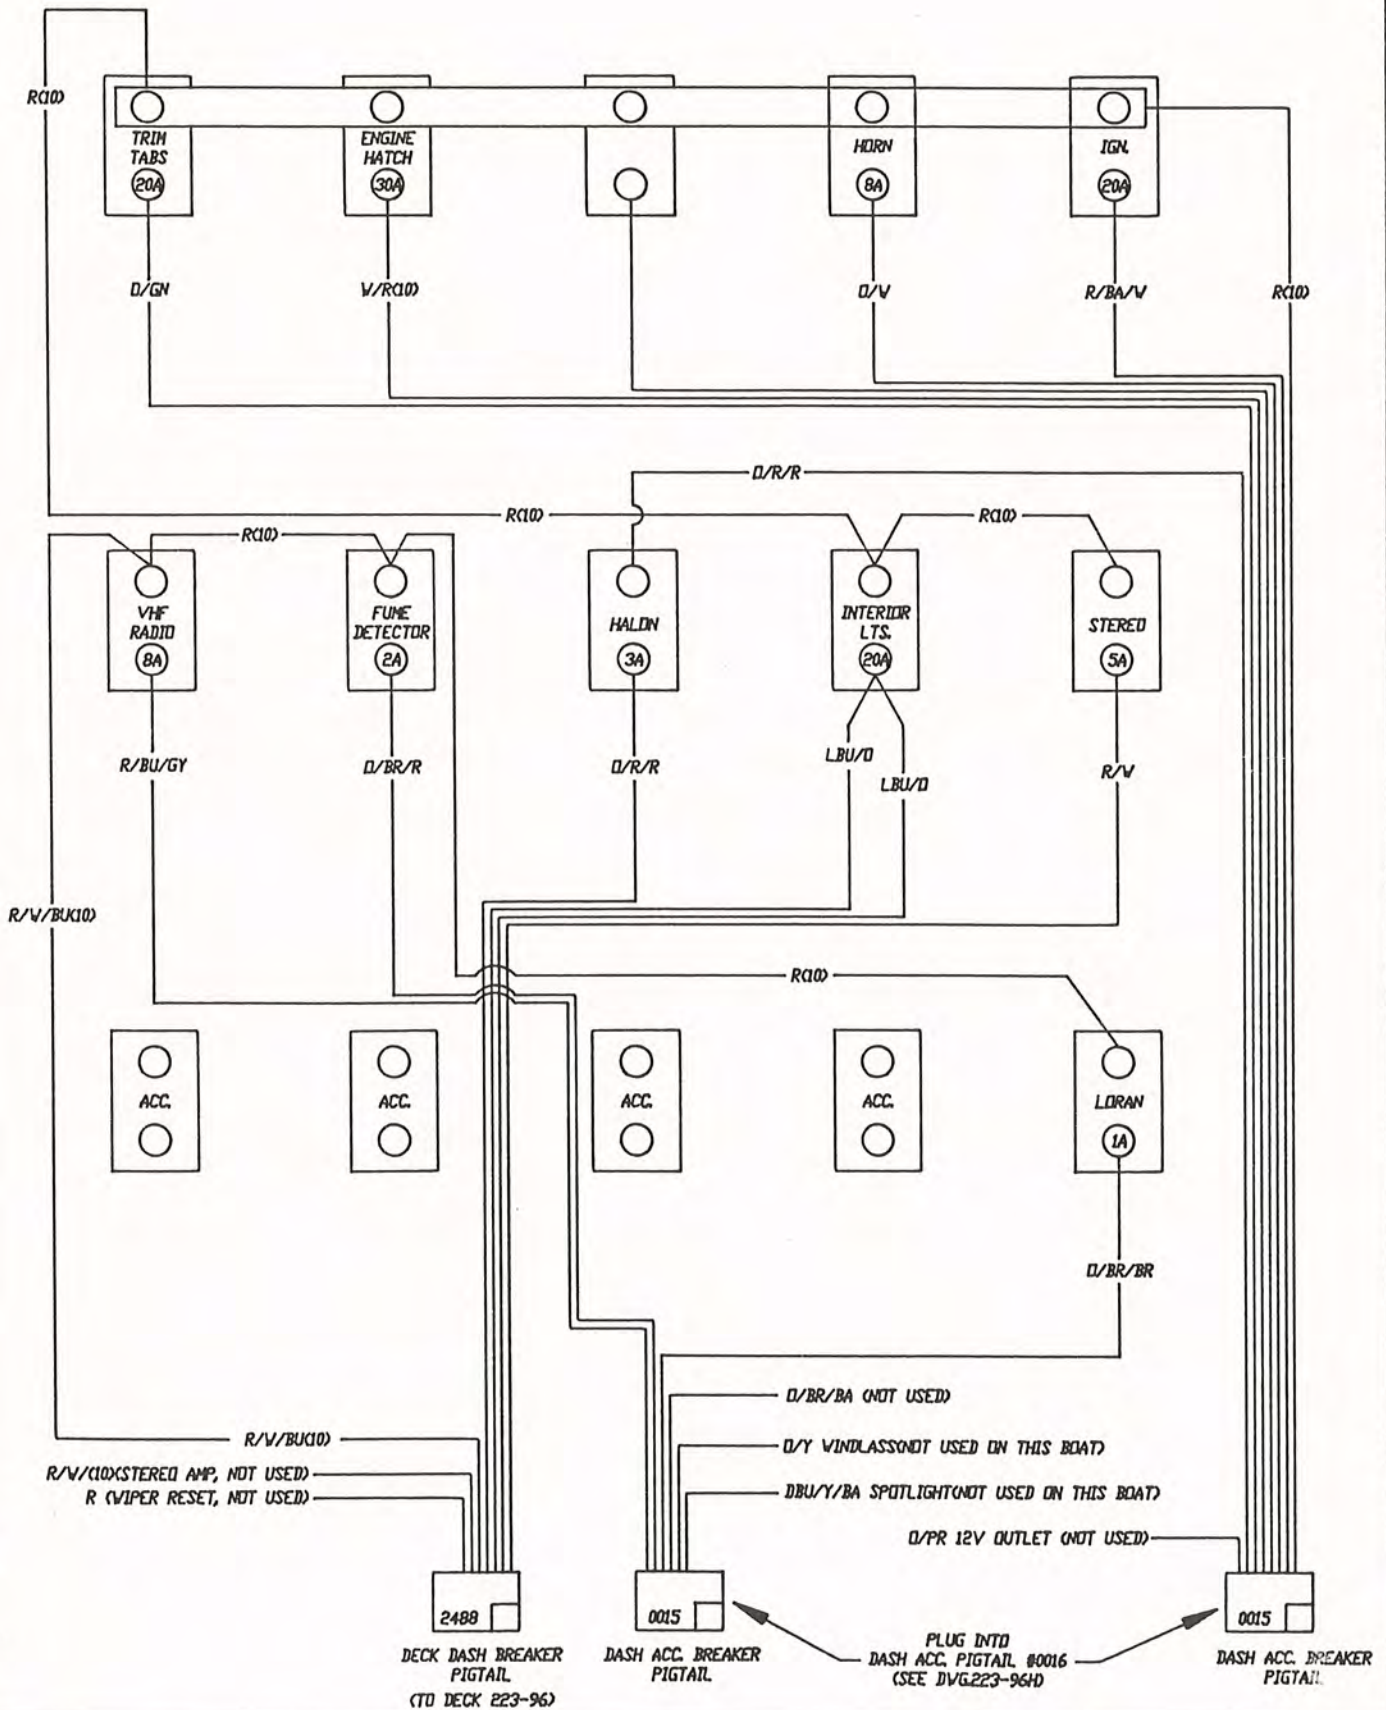 R(10)
TRIM
TABS
20A
ENGINE
HATCH
30A
HORN
8A
IGN.
20A
O/GN
W/R(10)
O/W
R/BA/W
R(10)
O/R/R
R(10)
R(10)
R(10)
VHF
RADIO
8A
FUME
DETECTOR
2A
HALON
3A
INTERIOR
LTS.
20A
STEREO
5A
R/BU/GY
O/BR/R
O/R/R
LBU/O
LBU/O
R/W
R/W/BU(10)
R(10)
ACC.
ACC.
ACC.
ACC.
LORAN
1A
O/BR/BR
O/BR/BA (NOT USED)
R/W/BU(10)
O/Y WINDLASS(NOT USED ON THIS BOAT)
R/W/(10)(STEREO AMP, NOT USED)
R (WIPER RESET, NOT USED)
DBU/Y/BA SPOTLIGHT(NOT USED ON THIS BOAT)
O/PR 12V OUTLET (NOT USED)
2488
0015
0015
DECK DASH BREAKER
PIGTAIL
(TO DECK 223-96)
DASH ACC. BREAKER
PIGTAIL
PLUG INTO
DASH ACC. PIGTAIL #0016
(SEE DWG.223-96H)
DASH ACC. BREAKER
PIGTAIL